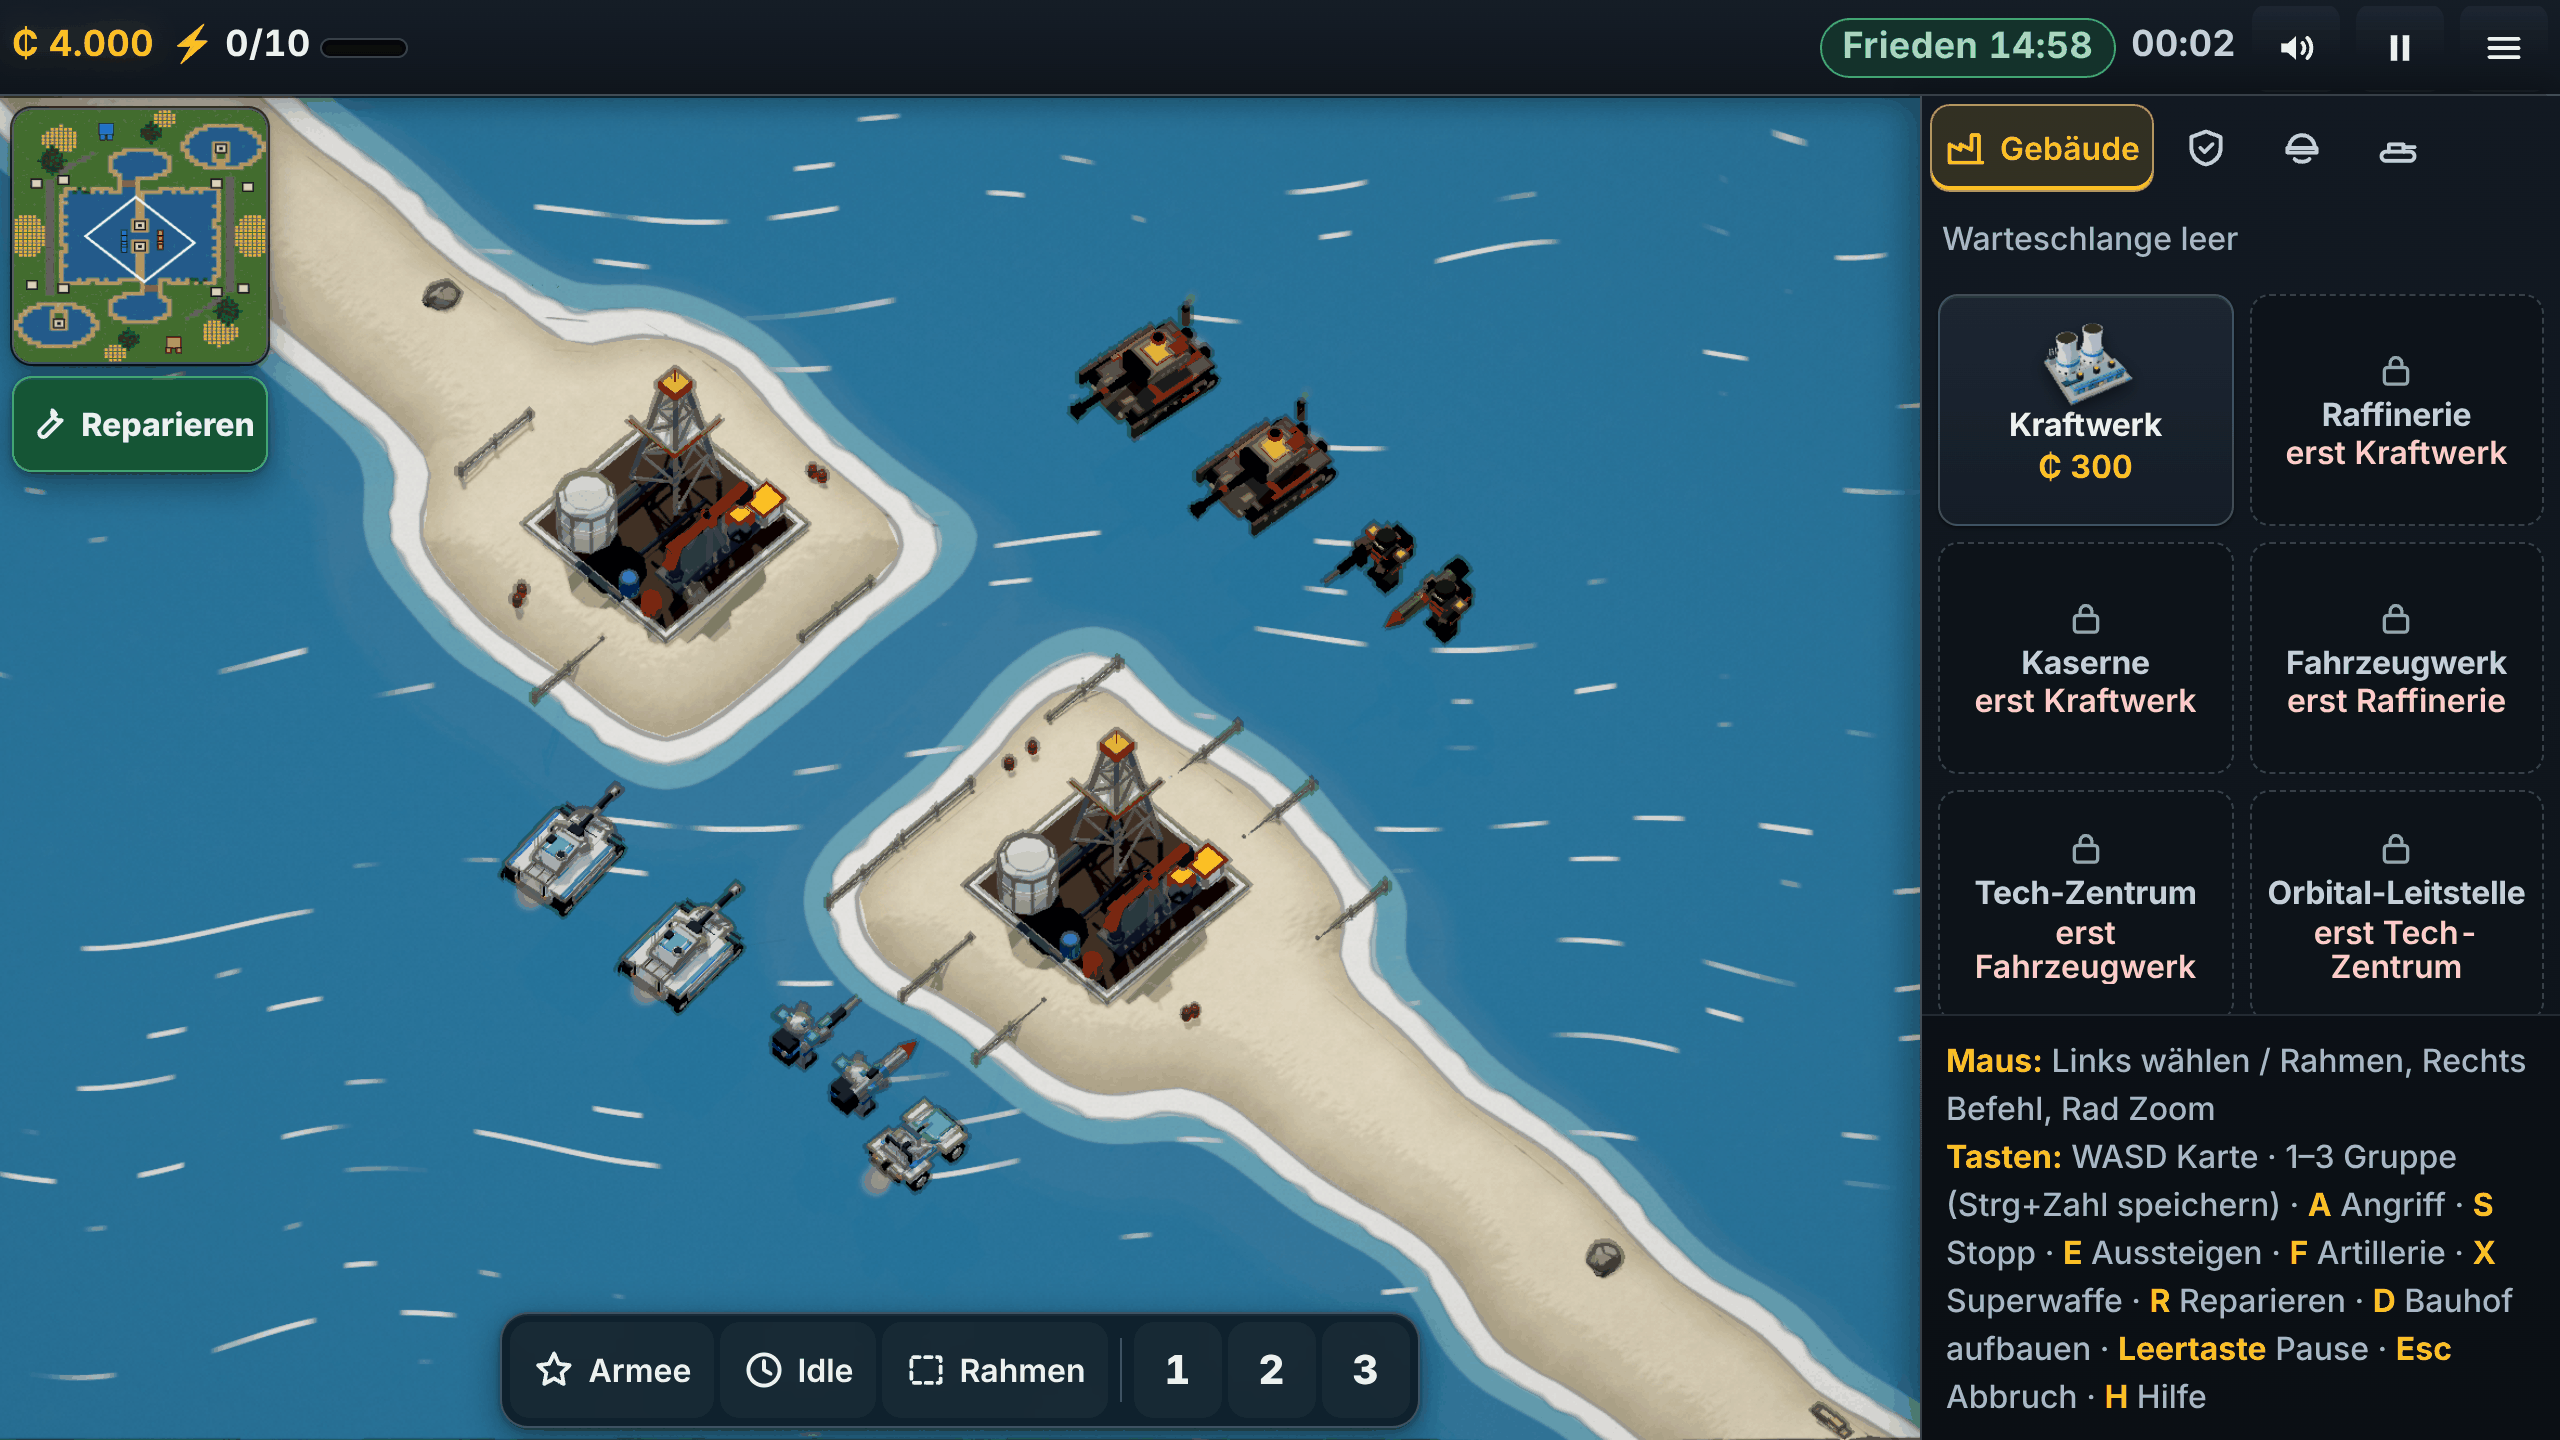 ₵ 4.000 0/10
Frieden 14:58 00:02
Reparieren
Gebäude
Warteschlange leer
Kraftwerk
₵ 300
Raffinerie
erst Kraftwerk
Kaserne
erst Kraftwerk
Fahrzeugwerk
erst Raffinerie
Tech-Zentrum
erst
Fahrzeugwerk
Orbital-Leitstelle
erst Tech-
Zentrum
Maus: Links wählen / Rahmen, Rechts
Befehl, Rad Zoom
Tasten: WASD Karte · 1–3 Gruppe
(Strg+Zahl speichern) · A Angriff · S
Stopp · E Aussteigen · F Artillerie · X
Superwaffe · R Reparieren · D Bauhof
aufbauen · Leertaste Pause · Esc
Abbruch · H Hilfe
Armee Idle Rahmen 1 2 3